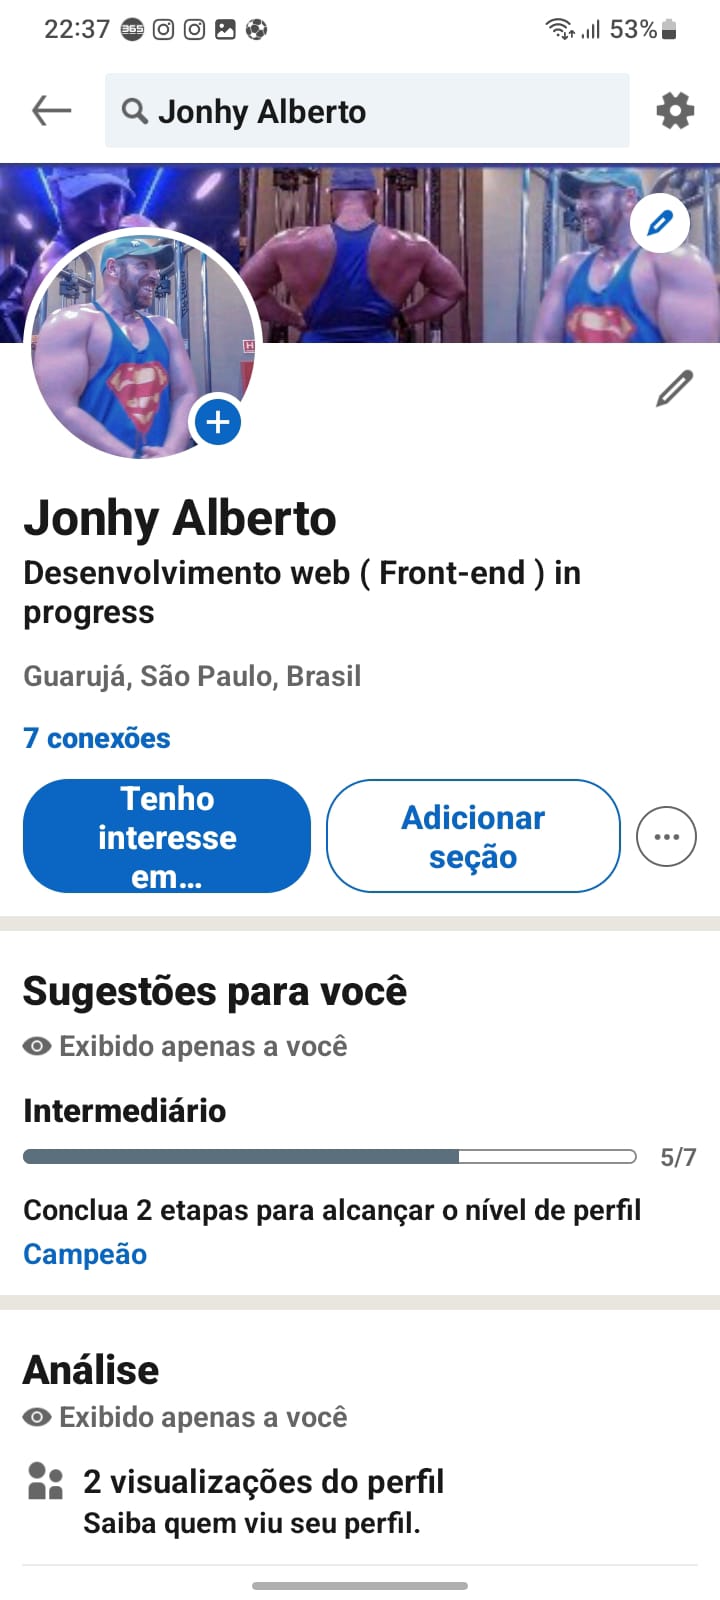 22:37 365 53%
Jonhy Alberto
H
Jonhy Alberto
Desenvolvimento web ( Front-end ) in
progress
Guarujá, São Paulo, Brasil
7 conexões
Tenho
interesse
em...
Adicionar
seção
Sugestões para você
Exibido apenas a você
Intermediário
5/7
Conclua 2 etapas para alcançar o nível de perfil
Campeão
Análise
Exibido apenas a você
2 visualizações do perfil
Saiba quem viu seu perfil.